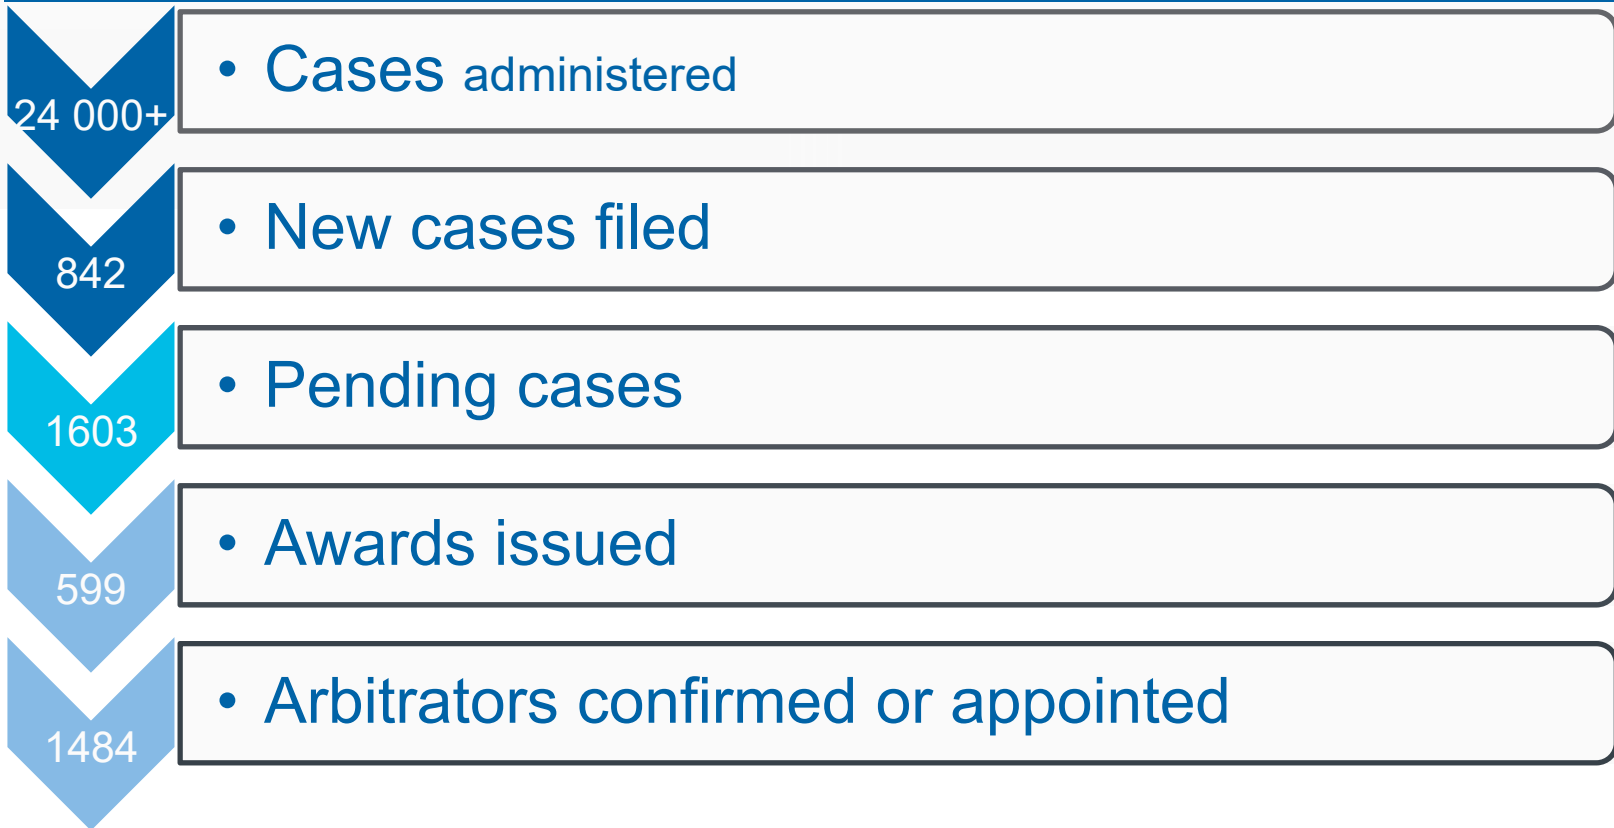 24 000+
• Cases administered
842
• New cases filed
1603
• Pending cases
599
• Awards issued
1484
• Arbitrators confirmed or appointed